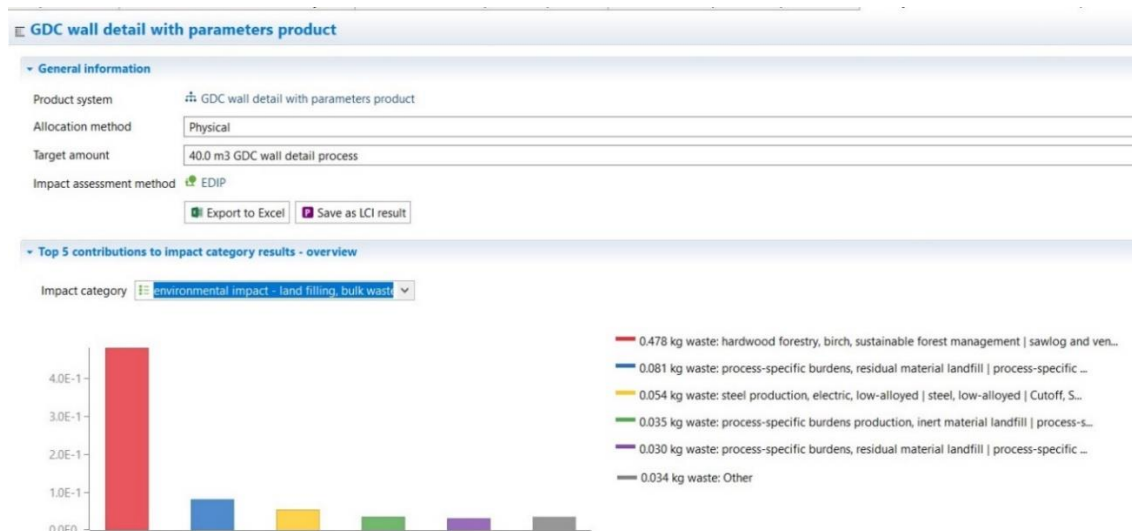 GDC wall detail with parameters product
General information
Product system GDC wall detail with parameters product
Allocation method Physical
Target amount 40.0 m3 GDC wall detail process
Impact assessment method EDIP
Export to Excel Save as LCI result
Top 5 contributions to impact category results - overview
Impact category environmental impact - land filling, bulk waste
0.478 kg waste: hardwood forestry, birch, sustainable forest management | sawlog and ven...
0.081 kg waste: process-specific burdens, residual material landfill | process-specific ...
0.054 kg waste: steel production, electric, low-alloyed | steel, low-alloyed | Cutoff, S...
0.035 kg waste: process-specific burdens production, inert material landfill | process-s...
0.030 kg waste: process-specific burdens, residual material landfill | process-specific ...
0.034 kg waste: Other
4.0E-1
3.0E-1
2.0E-1
1.0E-1
0.0E0